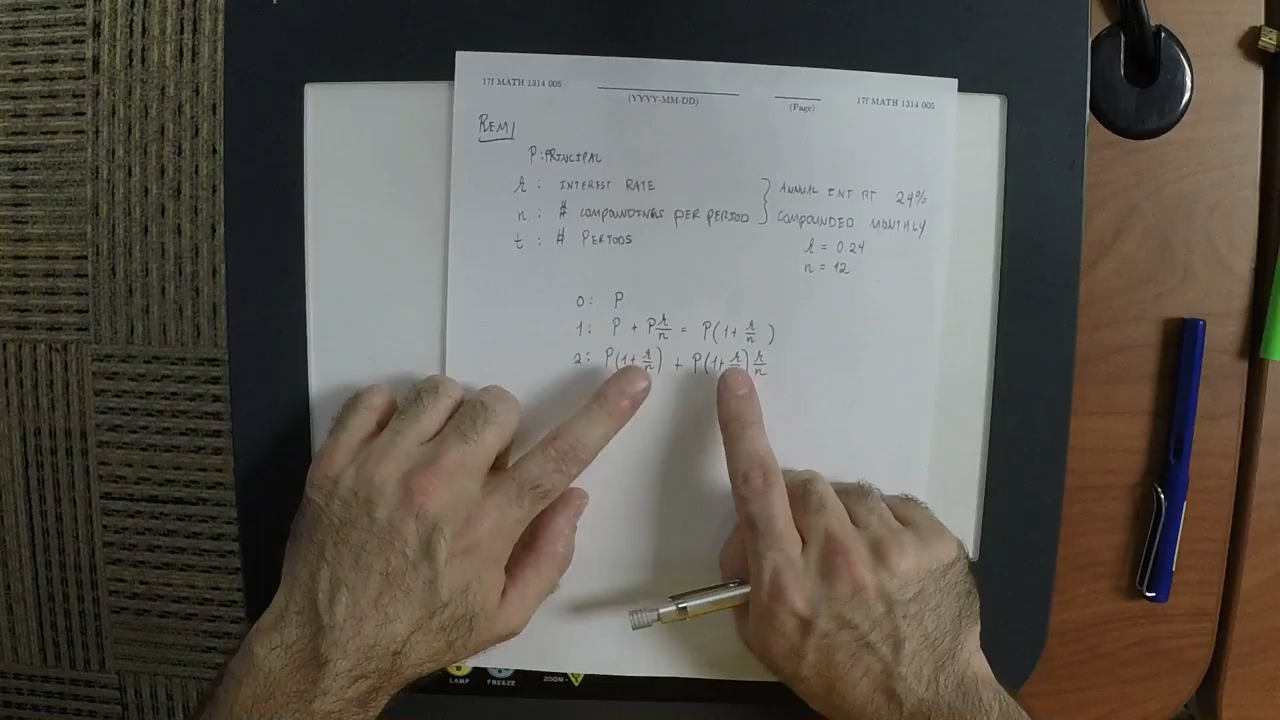 17f MATH 1314 005 (YYYY-MM-DD) (Page) 17f MATH 1314 005
REM/
P: PRINCIPAL
r: INTEREST RATE
n: # COMPOUNDINGS PER PERIOD
t: # PERIODS
ANNUAL INT RT 24%
COMPOUNDED MONTHLY
r = 0.24
n = 12
0: P
1: P + P r/n = P(1 + r/n)
2: P(1 + r/n) + P(1 + r/n) r/n
LAMP FREEZE ZOOM-